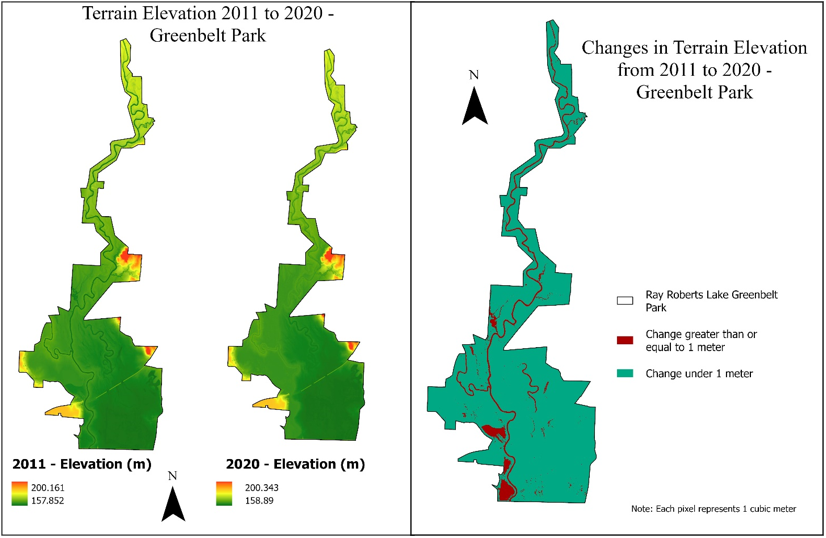 Terrain Elevation 2011 to 2020 -
Greenbelt Park
2011 - Elevation (m)
200.161
157.852
N
2020 - Elevation (m)
200.343
158.89
Changes in Terrain Elevation
from 2011 to 2020 -
Greenbelt Park
N
Ray Roberts Lake Greenbelt
Park
Change greater than or
equal to 1 meter
Change under 1 meter
Note: Each pixel represents 1 cubic meter